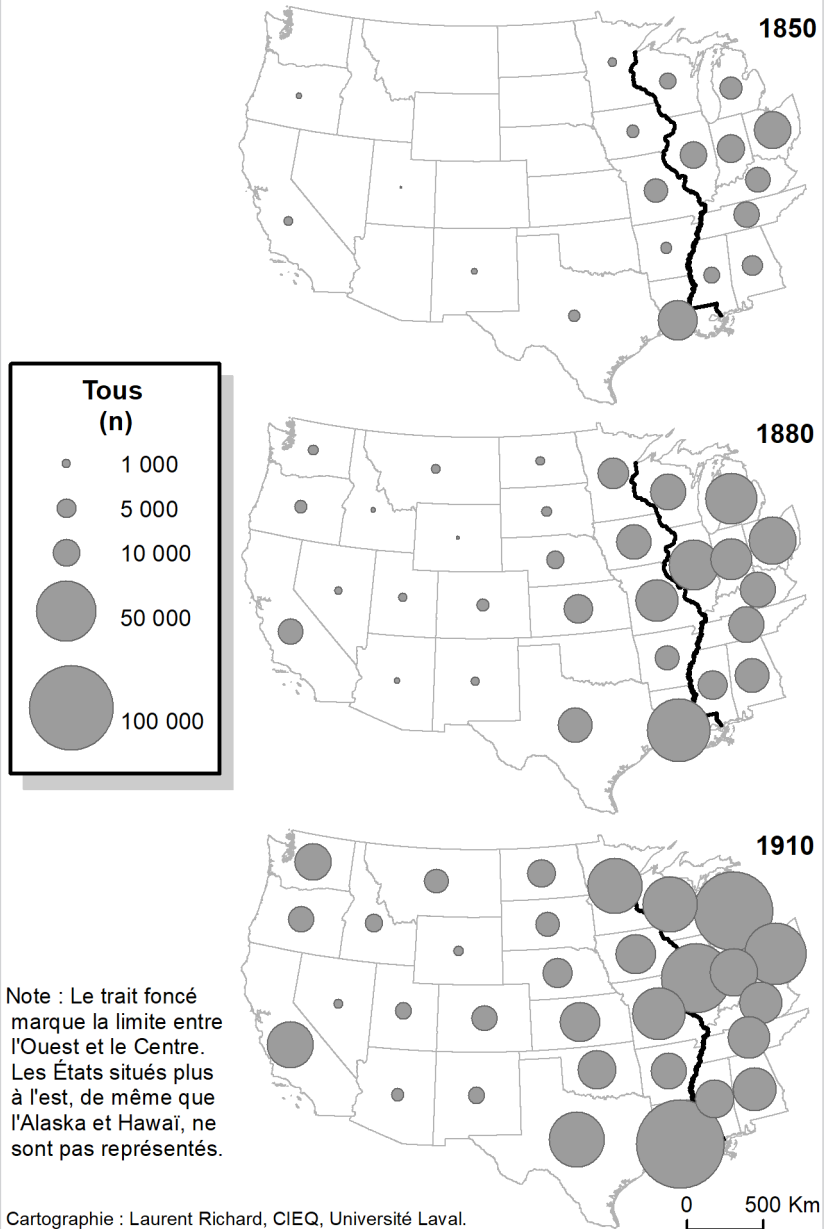 1850
Tous
(n)
1 000
5 000
10 000
50 000
100 000
1880
1910
Note : Le trait foncé
marque la limite entre
l'Ouest et le Centre.
Les États situés plus
à l'est, de même que
l'Alaska et Hawaï, ne
sont pas représentés.
0 500 Km
Cartographie : Laurent Richard, CIEQ, Université Laval.